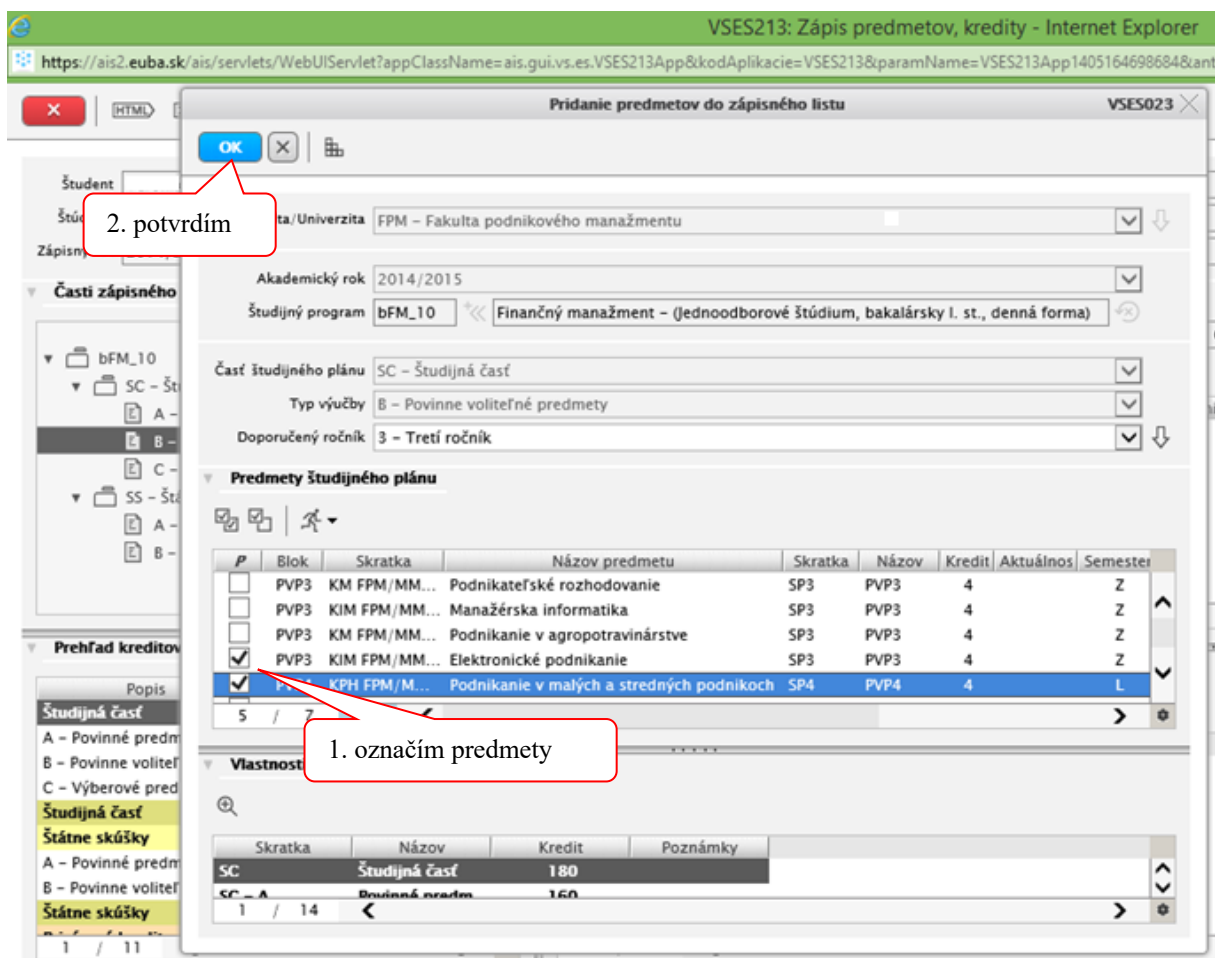 VSES213: Zápis predmetov, kredity - Internet Explorer
https://ais2.euba.sk/ais/servlets/WebUIServlet?appClassName=ais.gui.vs.es.VSES213App&kodAplikacie=VSES213&paramName=VSES213App1405164698684&ant
HTML
Pridanie predmetov do zápisného listu VSES023
OK
Študent
2. potvrdím
ta/Univerzita FPM – Fakulta podnikového manažmentu
Zápisný
Akademický rok 2014/2015
Časti zápisného
Študijný program bFM_10 Finančný manažment – (Jednoodborové štúdium, bakalársky I. st., denná forma)
bFM_10
Časť študijného plánu SC – Študijná časť
SC – Šti
Typ výučby B – Povinne voliteľné predmety
A –
Doporučený ročník 3 – Tretí ročník
B –
C –
Predmety študijného plánu
SS – Štá
A –
B –
P Blok Skratka Názov predmetu Skratka Názov Kredit Aktuálnos Semester
PVP3 KM FPM/MM... Podnikateľské rozhodovanie SP3 PVP3 4 Z
PVP3 KIM FPM/MM... Manažérska informatika SP3 PVP3 4 Z
PVP3 KM FPM/MM... Podnikanie v agropotravinárstve SP3 PVP3 4 Z
PVP3 KIM FPM/MM... Elektronické podnikanie SP3 PVP3 4 Z
KPH FPM/M... Podnikanie v malých a stredných podnikoch SP4 PVP4 4 L
5 / 7
1. označím predmety
Prehľad kreditov
Popis
Študijná časť
A – Povinné predm
B – Povinne voliteľ
C – Výberové pred
Študijná časť
Štátne skúšky
A – Povinné predm
B – Povinne voliteľ
Štátne skúšky
1 / 11
Vlastnosti
Skratka Názov Kredit Poznámky
SC Študijná časť 180
SC – A Povinné predm 160
1 / 14